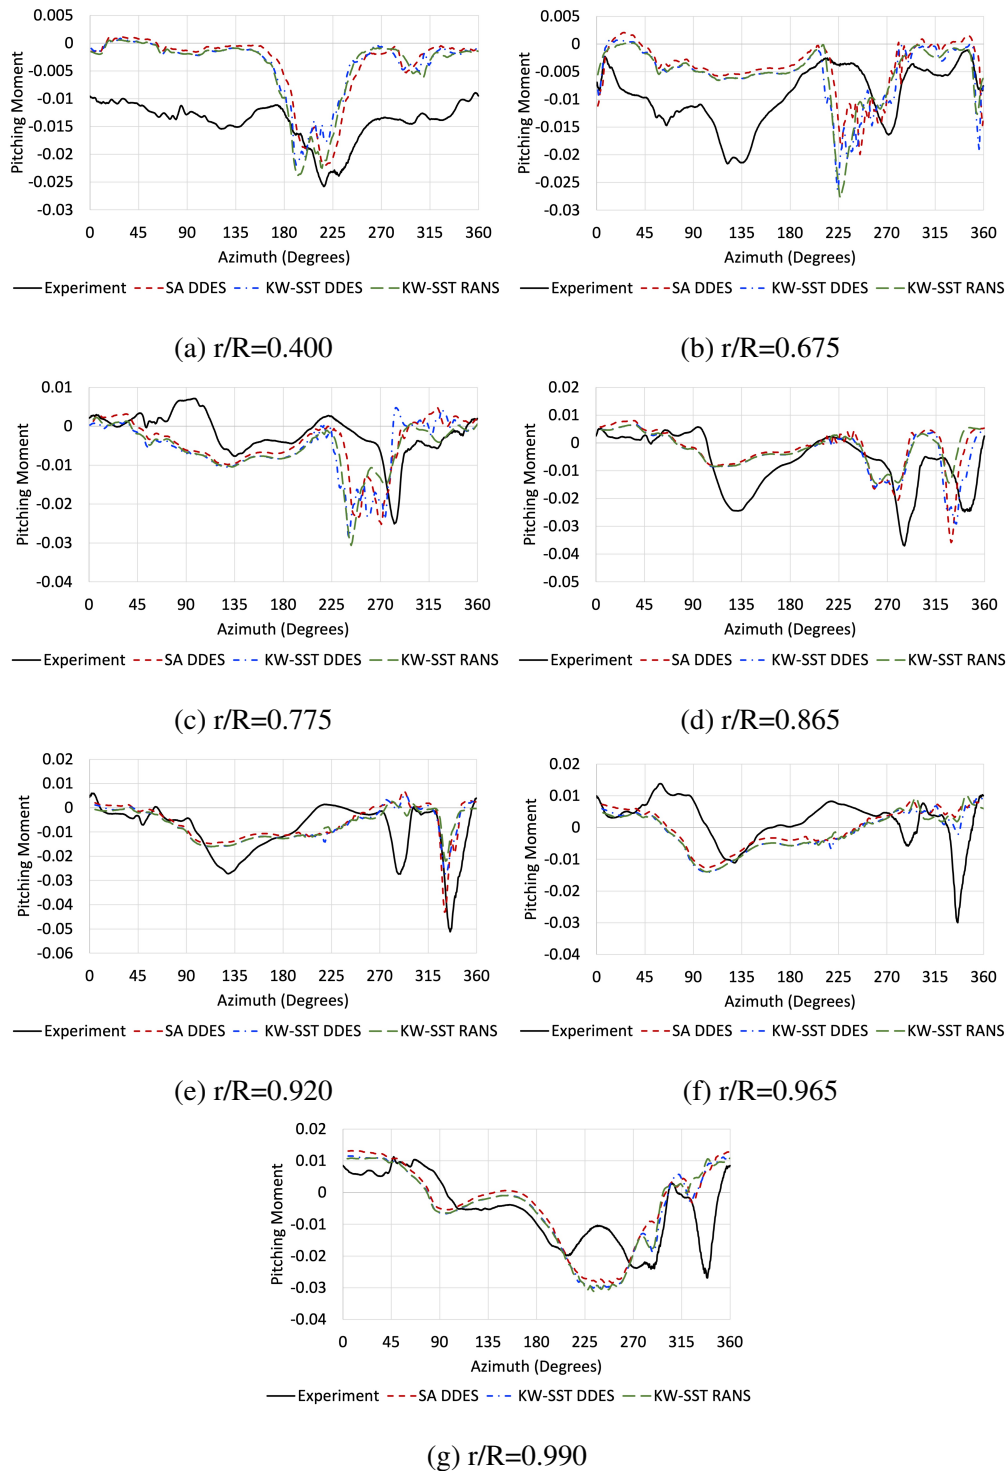 0.005
0
-0.005
-0.01
-0.015
-0.02
-0.025
-0.03
Pitching Moment
0 45 90 135 180 225 270 315 360
Azimuth (Degrees)
Experiment SA DDES KW-SST DDES KW-SST RANS
(a) r/R=0.400
0.005
0
-0.005
-0.01
-0.015
-0.02
-0.025
-0.03
Pitching Moment
0 45 90 135 180 225 270 315 360
Azimuth (Degrees)
Experiment SA DDES KW-SST DDES KW-SST RANS
(b) r/R=0.675
0.01
0
-0.01
-0.02
-0.03
-0.04
Pitching Moment
0 45 90 135 180 225 270 315 360
Azimuth (Degrees)
Experiment SA DDES KW-SST DDES KW-SST RANS
(c) r/R=0.775
0.02
0.01
0
-0.01
-0.02
-0.03
-0.04
-0.05
Pitching Moment
0 45 90 135 180 225 270 315 360
Azimuth (Degrees)
Experiment SA DDES KW-SST DDES KW-SST RANS
(d) r/R=0.865
0.02
0.01
0
-0.01
-0.02
-0.03
-0.04
-0.05
-0.06
Pitching Moment
0 45 90 135 180 225 270 315 360
Azimuth (Degrees)
Experiment SA DDES KW-SST DDES KW-SST RANS
(e) r/R=0.920
0.02
0.01
0
-0.01
-0.02
-0.03
-0.04
Pitching Moment
0 45 90 135 180 225 270 315 360
Azimuth (Degrees)
Experiment SA DDES KW-SST DDES KW-SST RANS
(f) r/R=0.965
0.02
0.01
0
-0.01
-0.02
-0.03
-0.04
Pitching Moment
0 45 90 135 180 225 270 315 360
Azimuth (Degrees)
Experiment SA DDES KW-SST DDES KW-SST RANS
(g) r/R=0.990